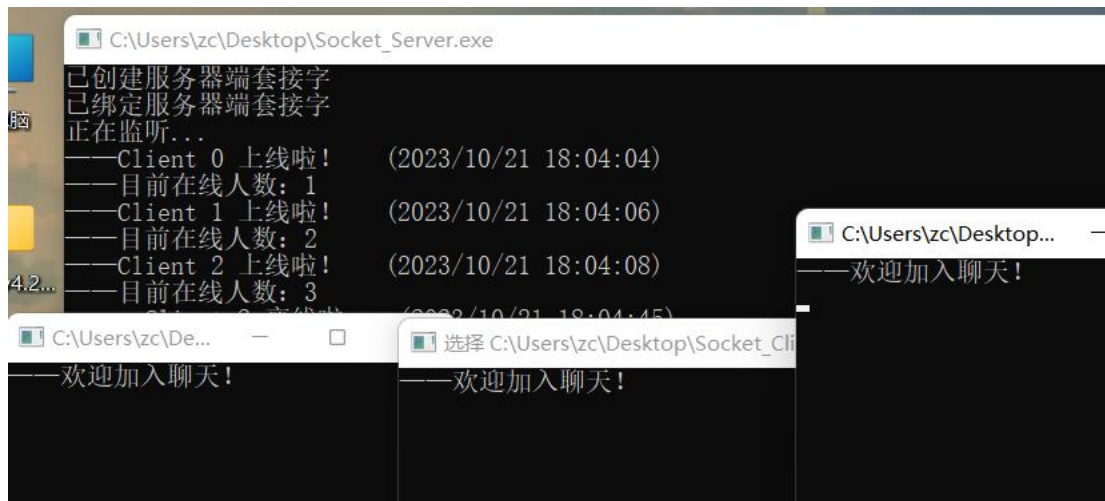 C:\Users\zc\Desktop\Socket_Server.exe
已创建服务器端套接字
已绑定服务器端套接字
正在监听...
——Client 0 上线啦! (2023/10/21 18:04:04)
——目前在线人数: 1
——Client 1 上线啦! (2023/10/21 18:04:06)
——目前在线人数: 2
——Client 2 上线啦! (2023/10/21 18:04:08)
——目前在线人数: 3
脑
v4.2...
C:\Users\zc\De...
——欢迎加入聊天!
选择 C:\Users\zc\Desktop\Socket_Cli
——欢迎加入聊天!
C:\Users\zc\Desktop...
——欢迎加入聊天!